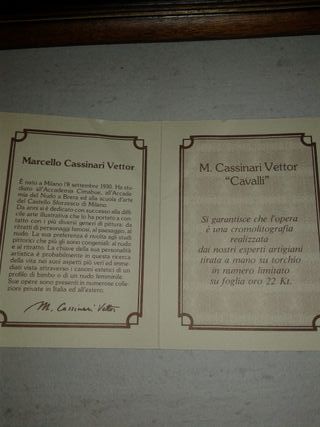 Marcello Cassinari Vettor
È nato a Milano l'8 settembre 1930. Ha stu-
diato all'Accademia Cimabue, all'Accade-
mia del Nudo a Brera ed alla scuola d'arte
del Castello Sforzesco di Milano.
Da anni si è dedicato con successo alla diffi-
cile arte illustrativa che lo ha portato a con-
tatto con i più diversi generi di pittura: da
ritratti di personaggi famosi, al paesaggio, al
nudo. La sua preferenza è rivolta agli studi
pittorici che più gli sono congeniali: al nudo
e al ritratto. La chiave della sua personalità
artistica è probabilmente in questa ricerca
della vita nei suoi aspetti più veri ed imme-
diati vista attraverso i canoni estetici di un
profilo di bimbo o di un nudo femminile.
Sue opere sono presenti in numerose colle-
zioni private in Italia ed all'estero.
M. Cassinari Vettor
M. Cassinari Vettor
“Cavalli”
Si garantisce che l'opera
è una cromolitografia
realizzata
dai nostri esperti artigiani
tirata a mano su torchio
in numero limitato
su foglia oro 22 Kt.